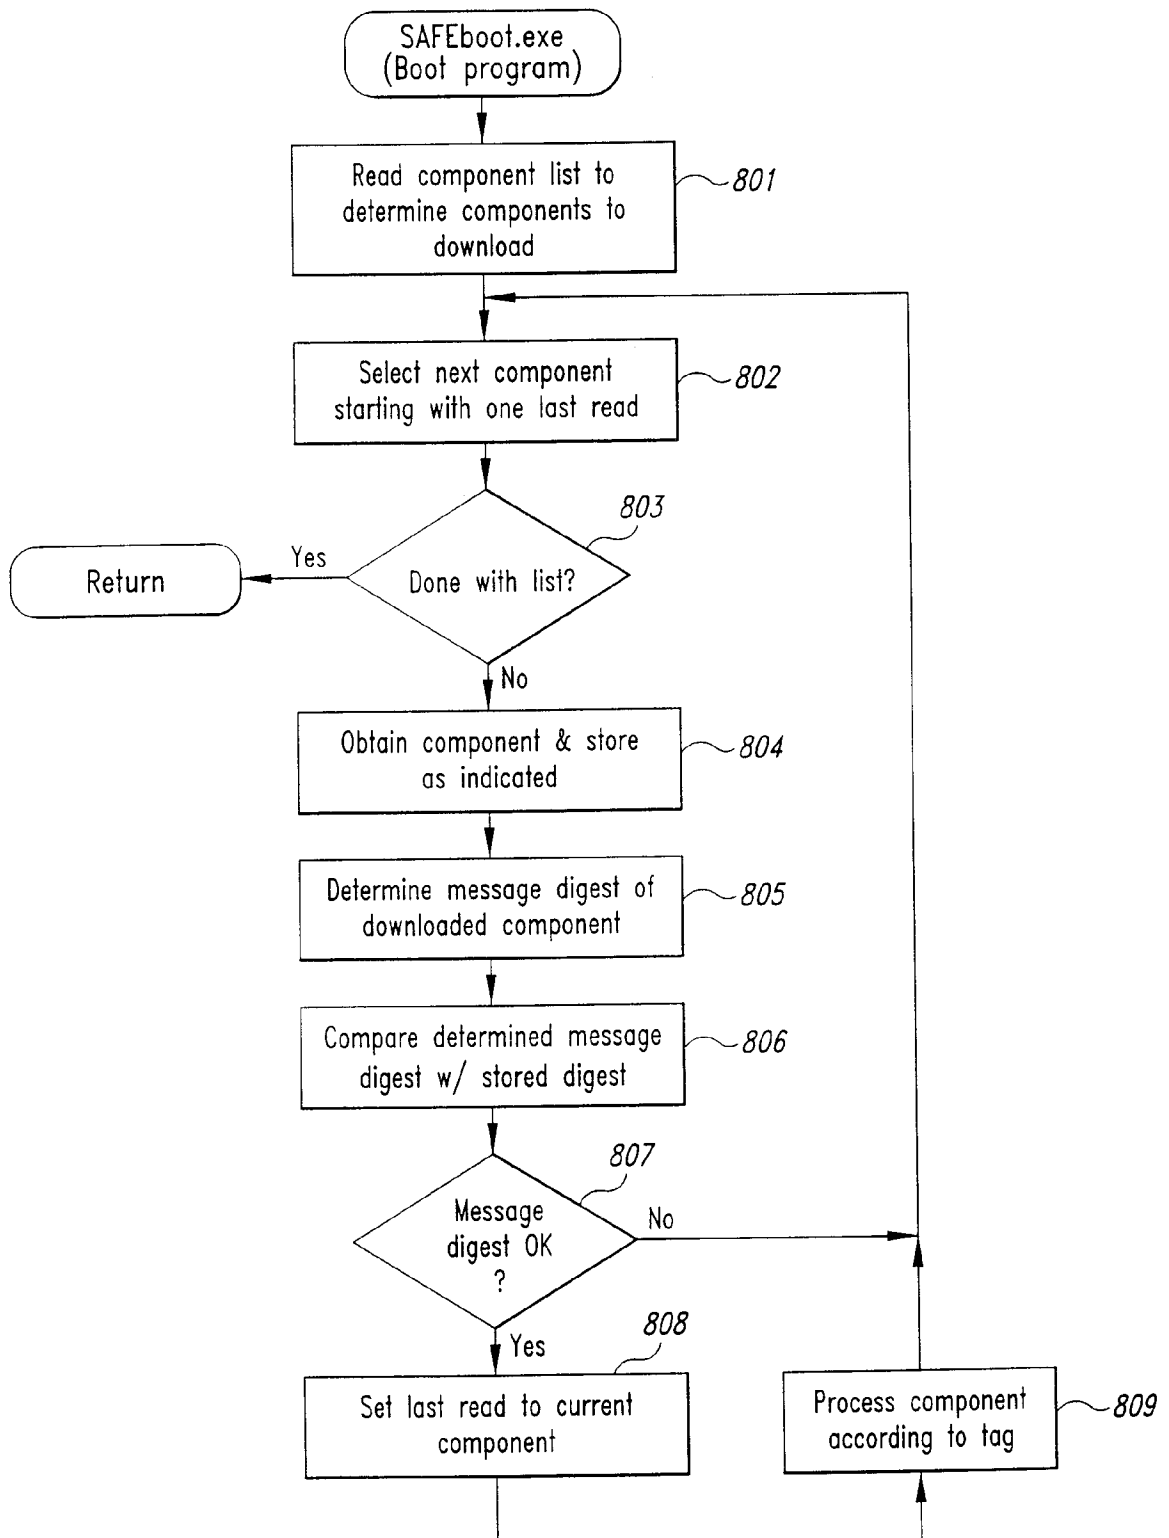 SAFEboot.exe
(Boot program)
Read component list to
determine components to
download
801
Select next component
starting with one last read
802
803
Done with list?
Yes
Return
No
Obtain component & store
as indicated
804
Determine message digest of
downloaded component
805
Compare determined message
digest w/ stored digest
806
807
Message
digest OK
?
No
Yes
808
Set last read to current
component
Process component
according to tag
809